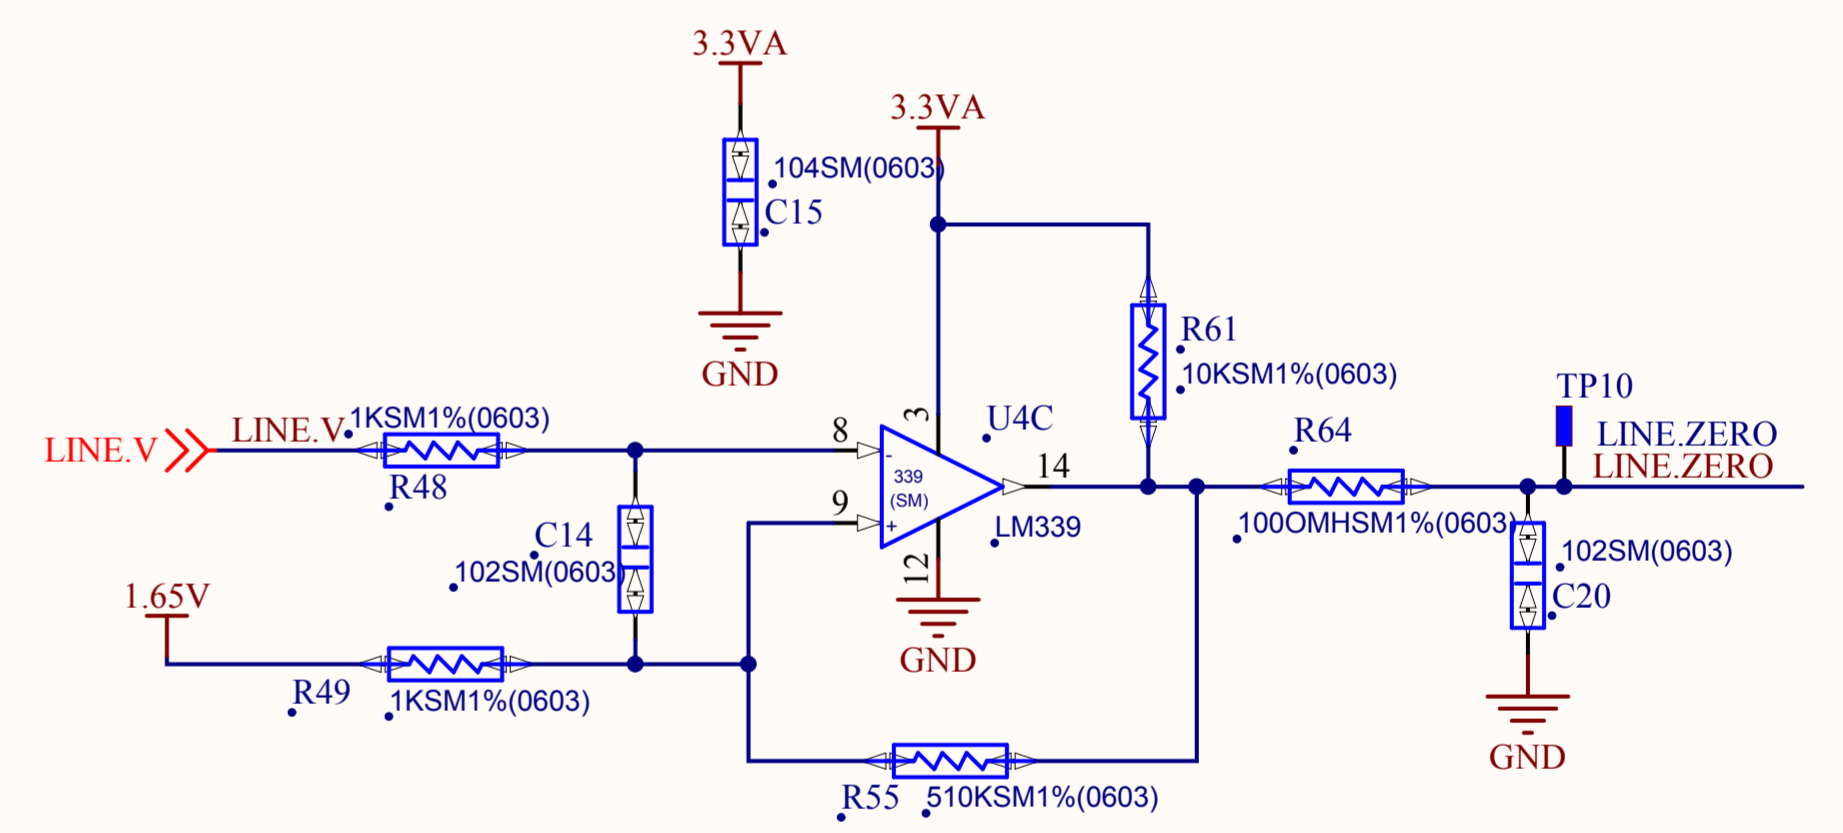 3.3VA
3.3VA
104SM(0603)
C15
GND
R61
10KSM1%(0603)
TP10
LINE.V
LINE.V
1KSM1%(0603)
R48
8
3
U4C
-
339
(SM)
14
R64
LINE.ZERO
LINE.ZERO
9
+
LM339
12
100OMHSM1%(0603)
C14
102SM(0603)
102SM(0603)
C20
1.65V
GND
R49
1KSM1%(0603)
GND
R55
510KSM1%(0603)